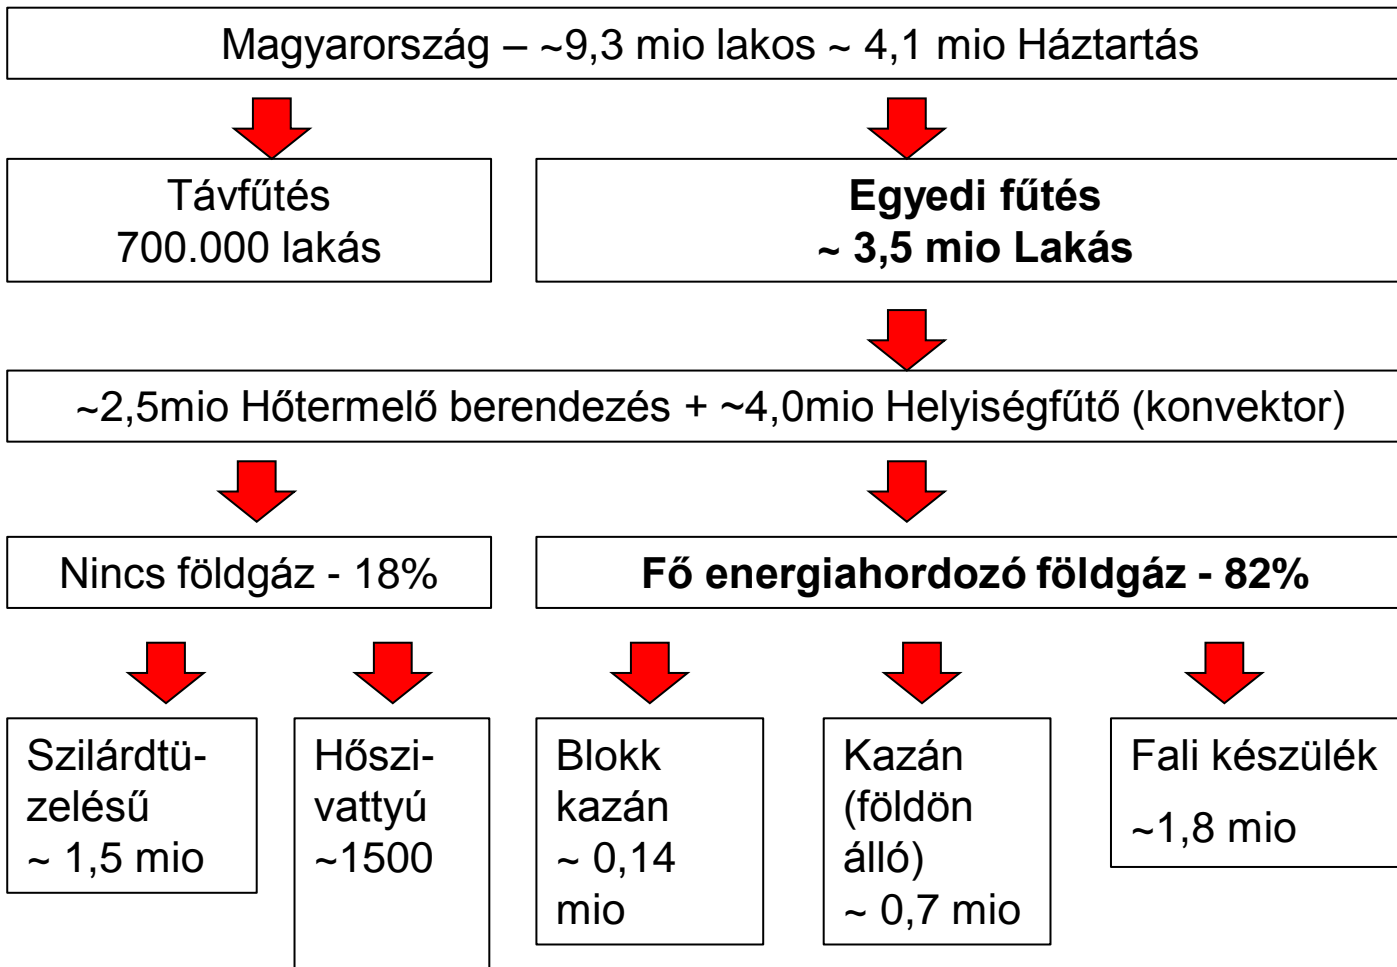 Magyarország – ~9,3 mio lakos ~ 4,1 mio Háztartás
Távfűtés
700.000 lakás
Egyedi fűtés
~ 3,5 mio Lakás
~2,5mio Hőtermelő berendezés + ~4,0mio Helyiségfűtő (konvektor)
Nincs földgáz - 18%
Fő energiahordozó földgáz - 82%
Szilárdtü-
zelésű
~ 1,5 mio
Hőszi-
vattyú
~1500
Blokk
kazán
~ 0,14
mio
Kazán
(földön
álló)
~ 0,7 mio
Fali készülék
~1,8 mio